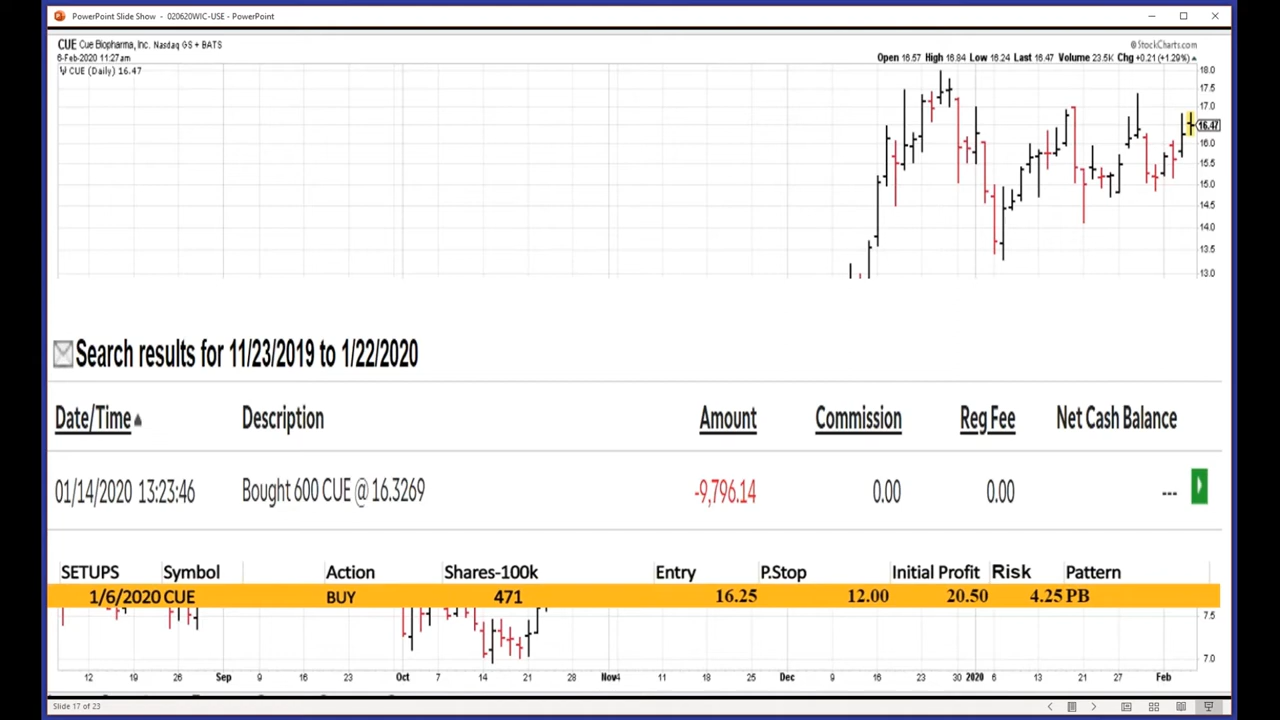 PowerPoint Slide Show - 020620WIC-USE - PowerPoint
CUE Cue Biopharma, Inc. Nasdaq GS + BATS
©StockCharts.com
6-Feb-2020 11:27am
Open 16.57 High 16.84 Low 16.24 Last 16.47 Volume 23.5K Chg +0.21 (+1.29%)
CUE (Daily) 16.47
18.0
17.5
17.0
16.47
16.0
15.5
15.0
14.5
14.0
13.5
13.0
Search results for 11/23/2019 to 1/22/2020
Date/Time Description Amount Commission Reg Fee Net Cash Balance
01/14/2020 13:23:46 Bought 600 CUE @ 16.3269 -9,796.14 0.00 0.00 ---
SETUPS Symbol Action Shares-100k Entry P.Stop Initial Profit Risk Pattern
1/6/2020 CUE BUY 471 16.25 12.00 20.50 4.25 PB
7.5
7.0
12 19 26 Sep 9 16 23 Oct 7 14 21 28 Nov4 11 18 25 Dec 9 16 23 30 2020 6 13 21 27 Feb
Slide 17 of 23